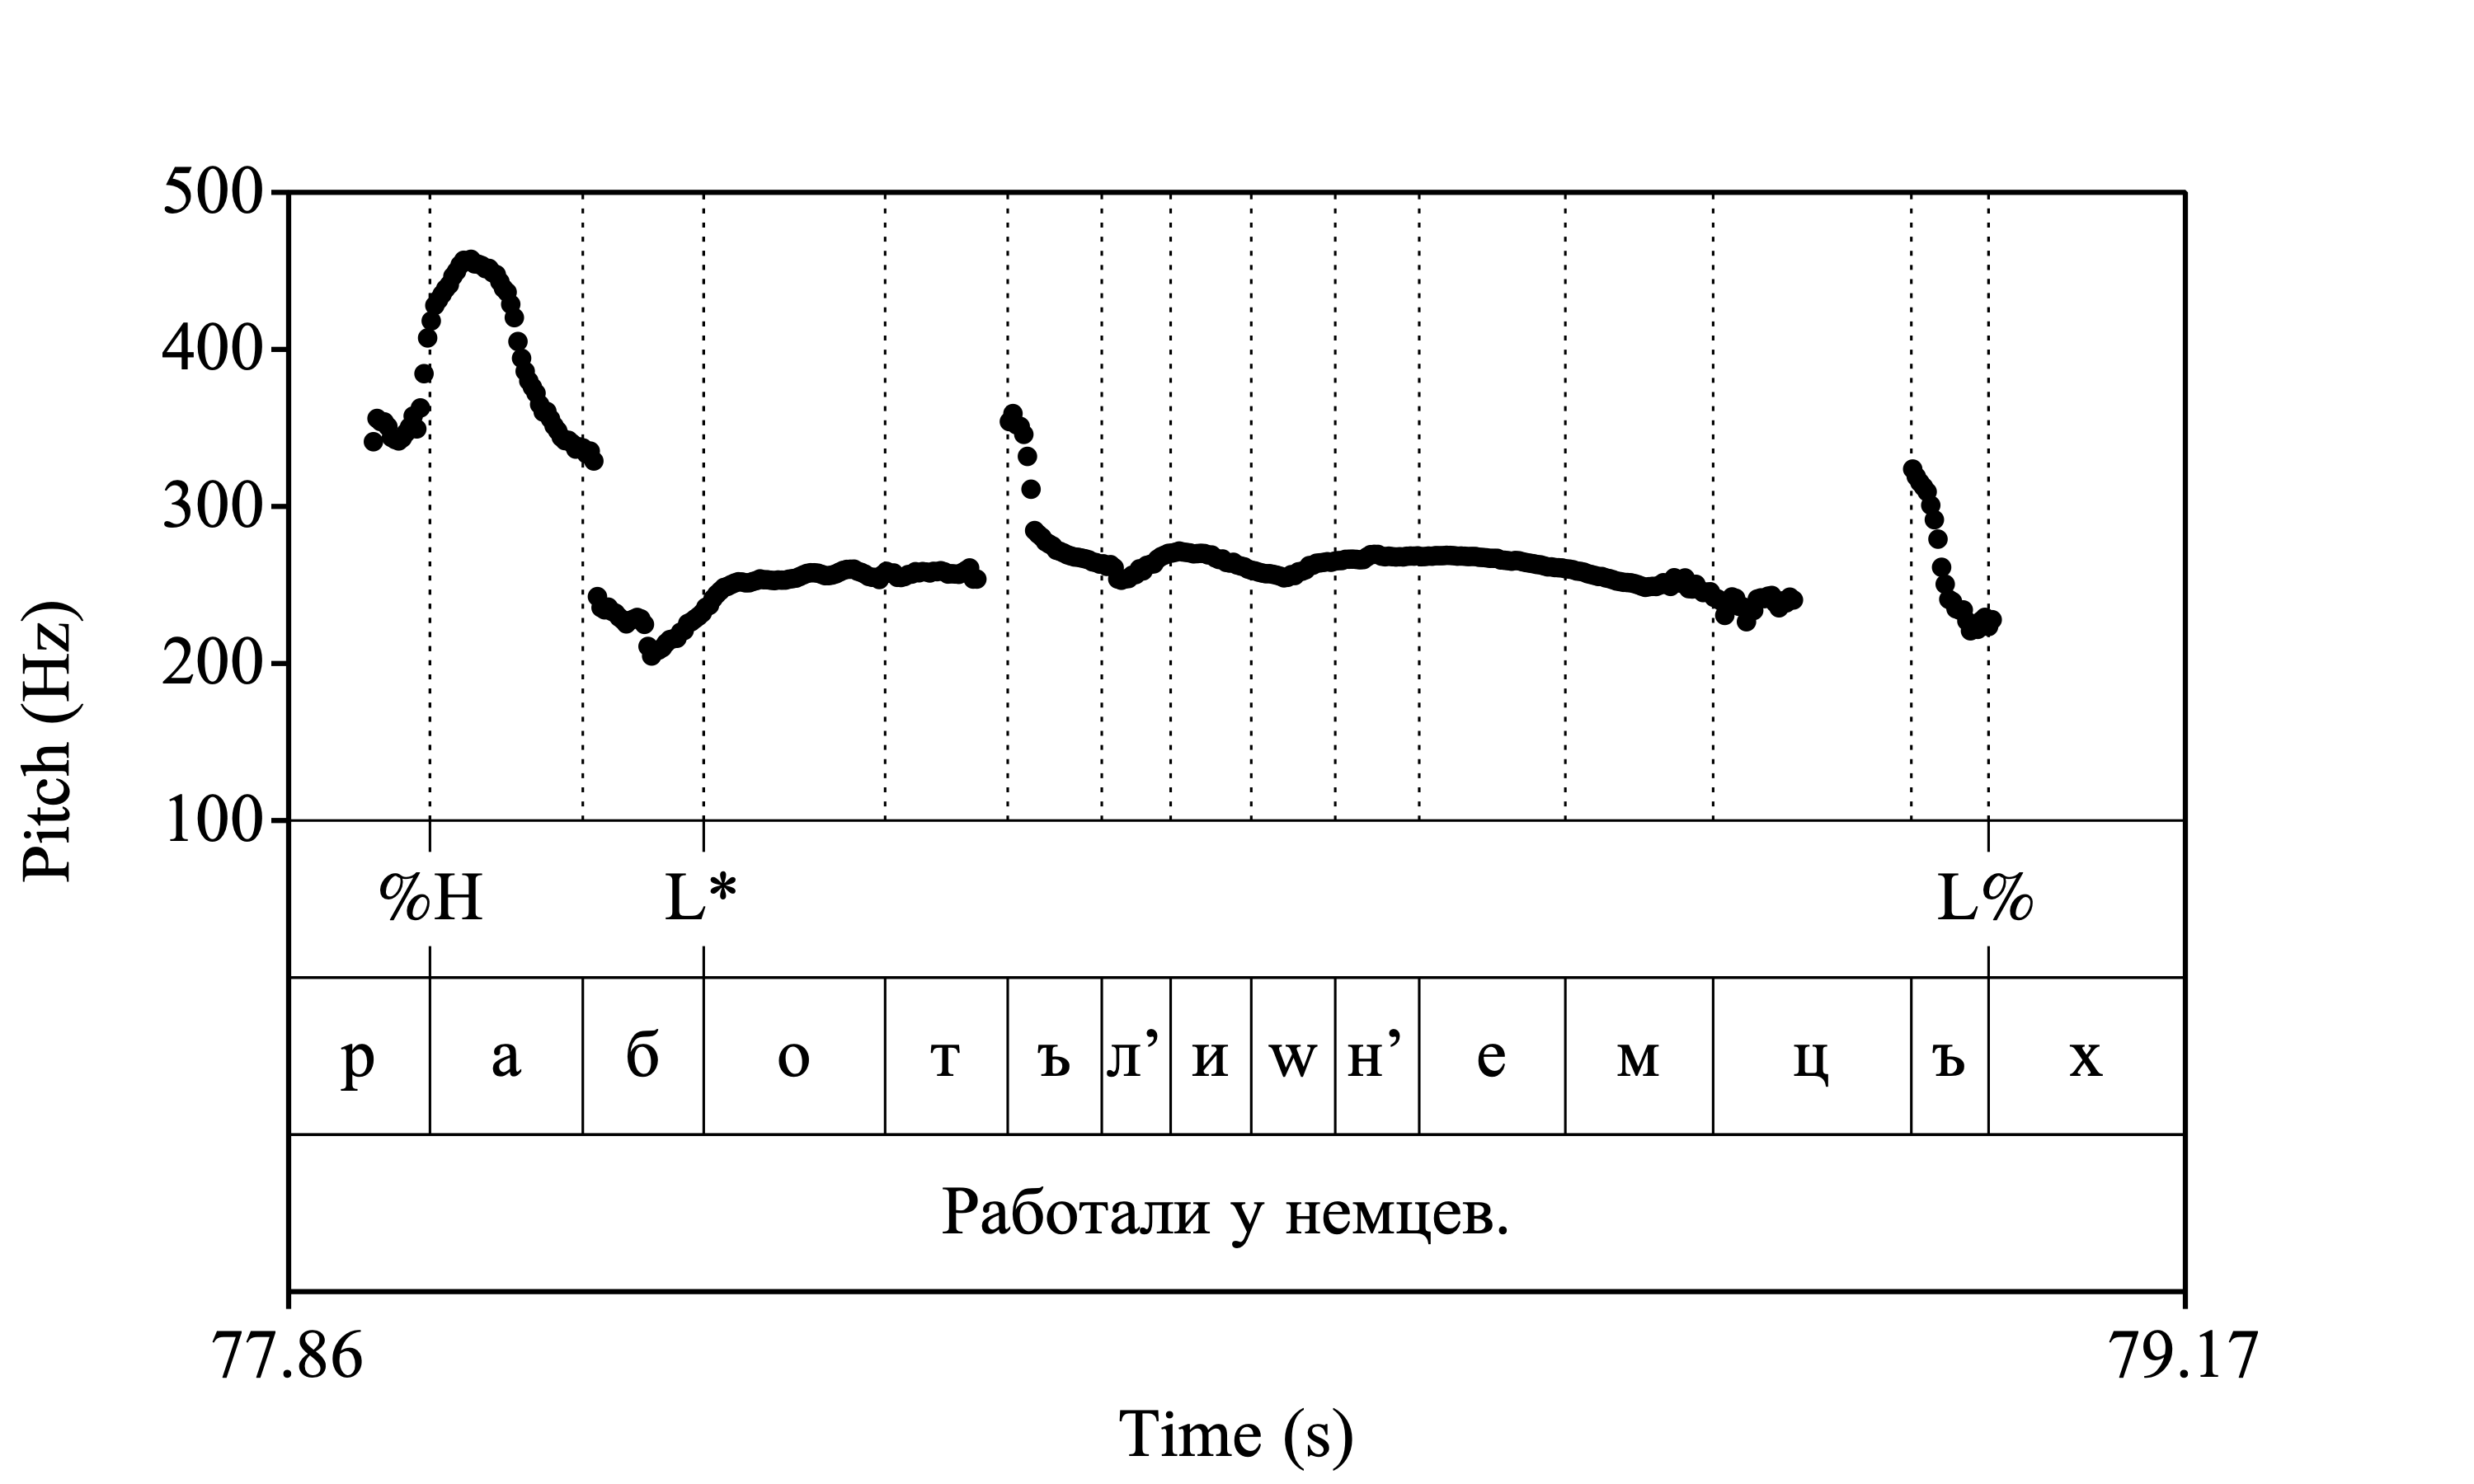 500
400
300
200
100
Pitch (Hz)
%H L* L%
р а б о т ъ л’ и w н’ е м ц ъ х
Работали у немцев.
77.86 79.17
Time (s)